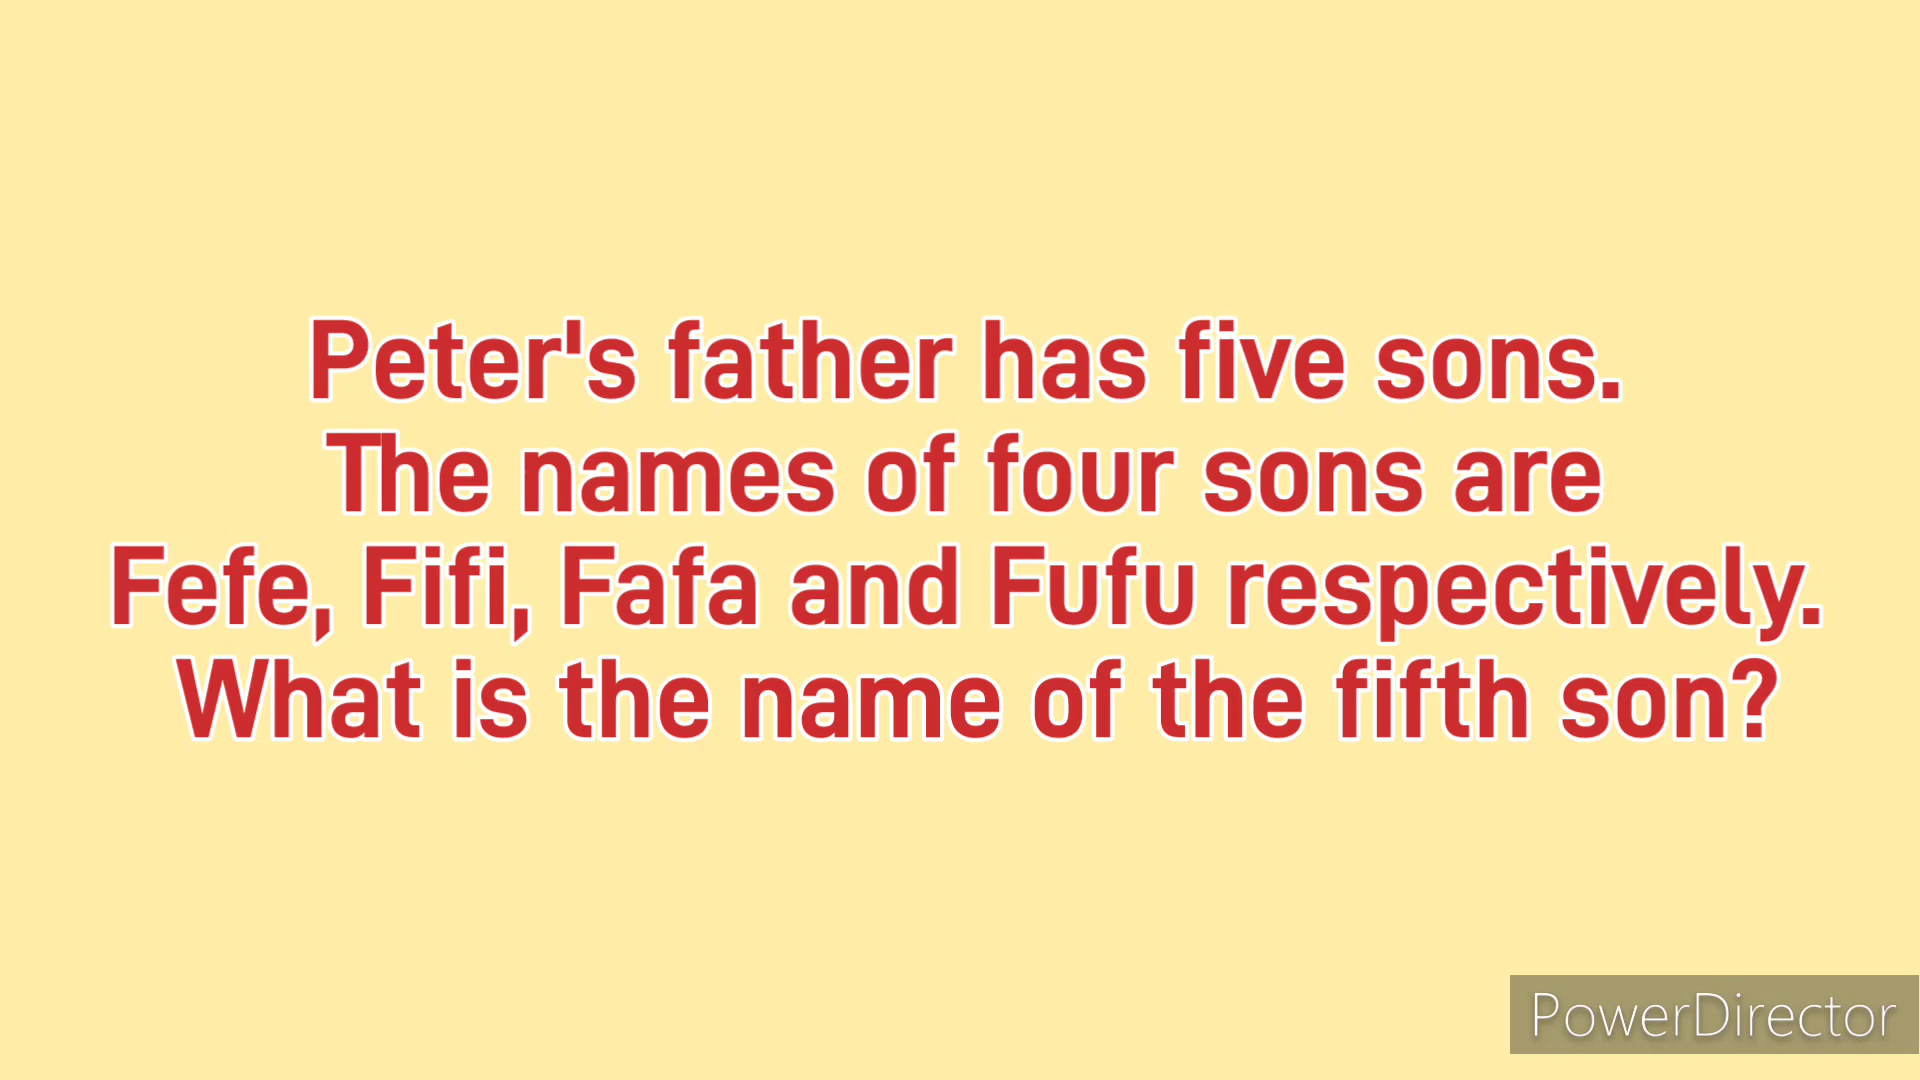 Peter's father has five sons.
The names of four sons are
Fefe, Fifi, Fafa and Fufu respectively.
What is the name of the fifth son?
PowerDirector